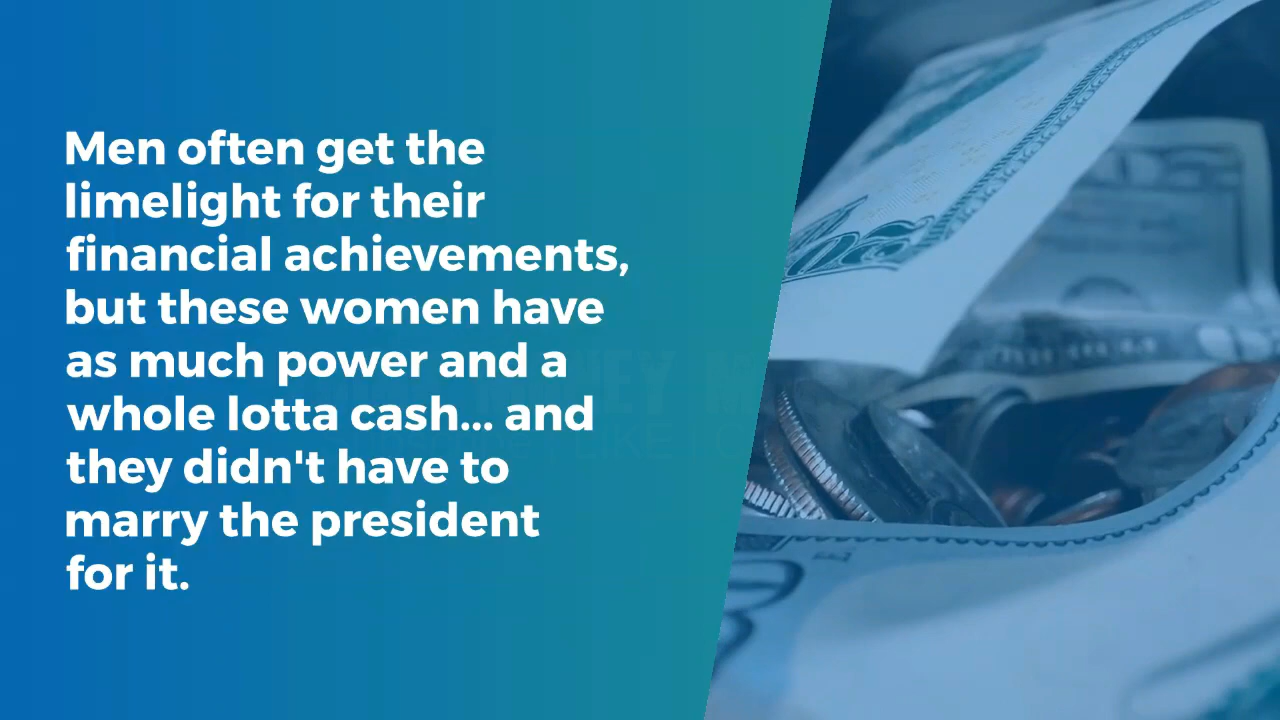 Men often get the
limelight for their
financial achievements,
but these women have
as much power and a
whole lotta cash... and
they didn't have to
marry the president
for it.